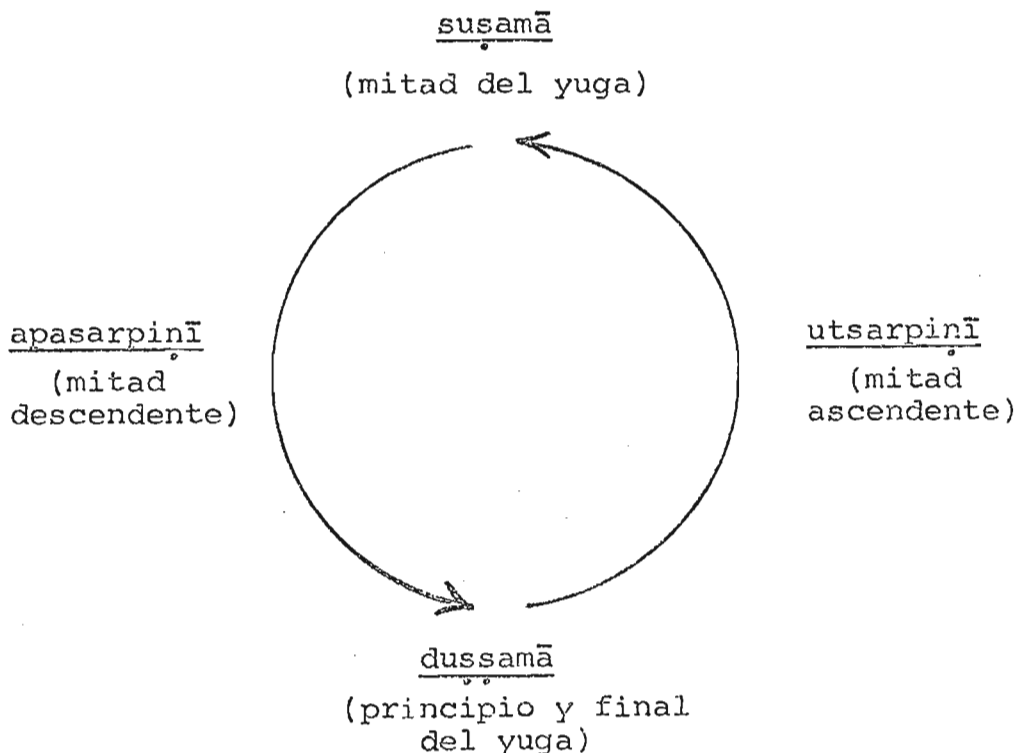 suṣamā
(mitad del yuga)
apasarpiṇī
(mitad
descendente)
utsarpiṇī
(mitad
ascendente)
duṣṣamā
(principio y final
del yuga)